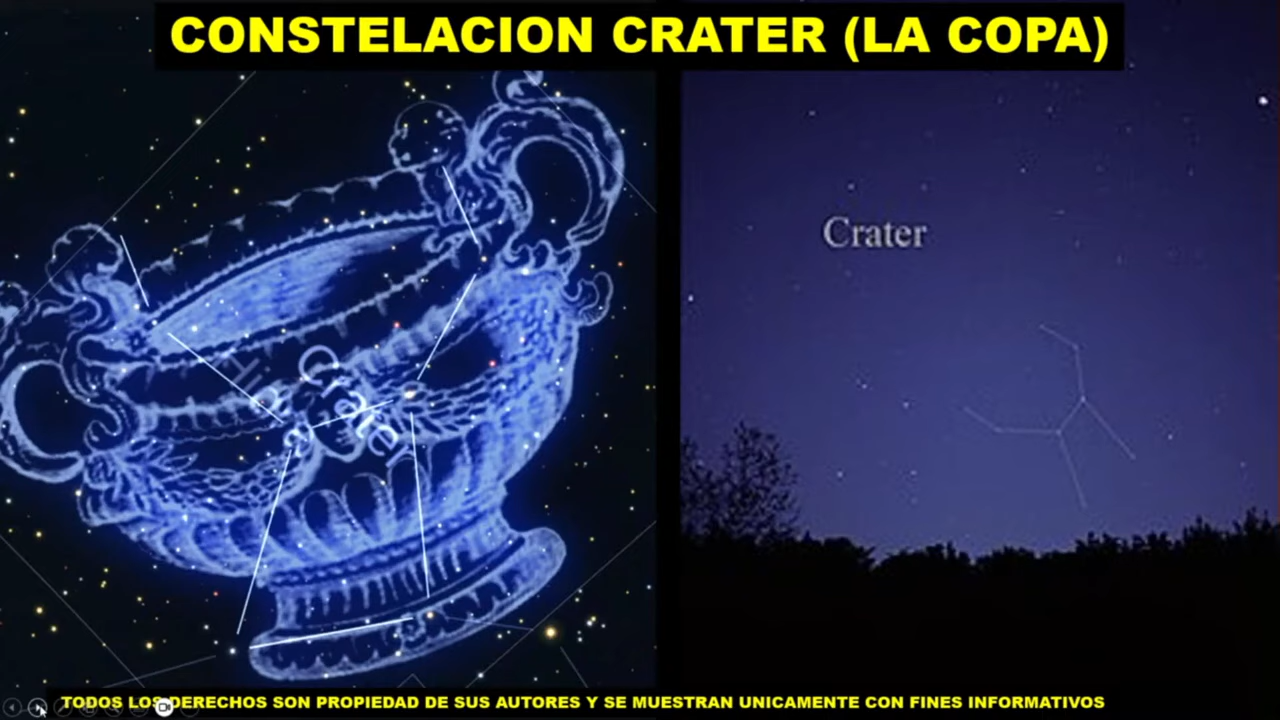 CONSTELACION CRATER (LA COPA)
Crater
Crater
TODOS LOS DERECHOS SON PROPIEDAD DE SUS AUTORES Y SE MUESTRAN UNICAMENTE CON FINES INFORMATIVOS